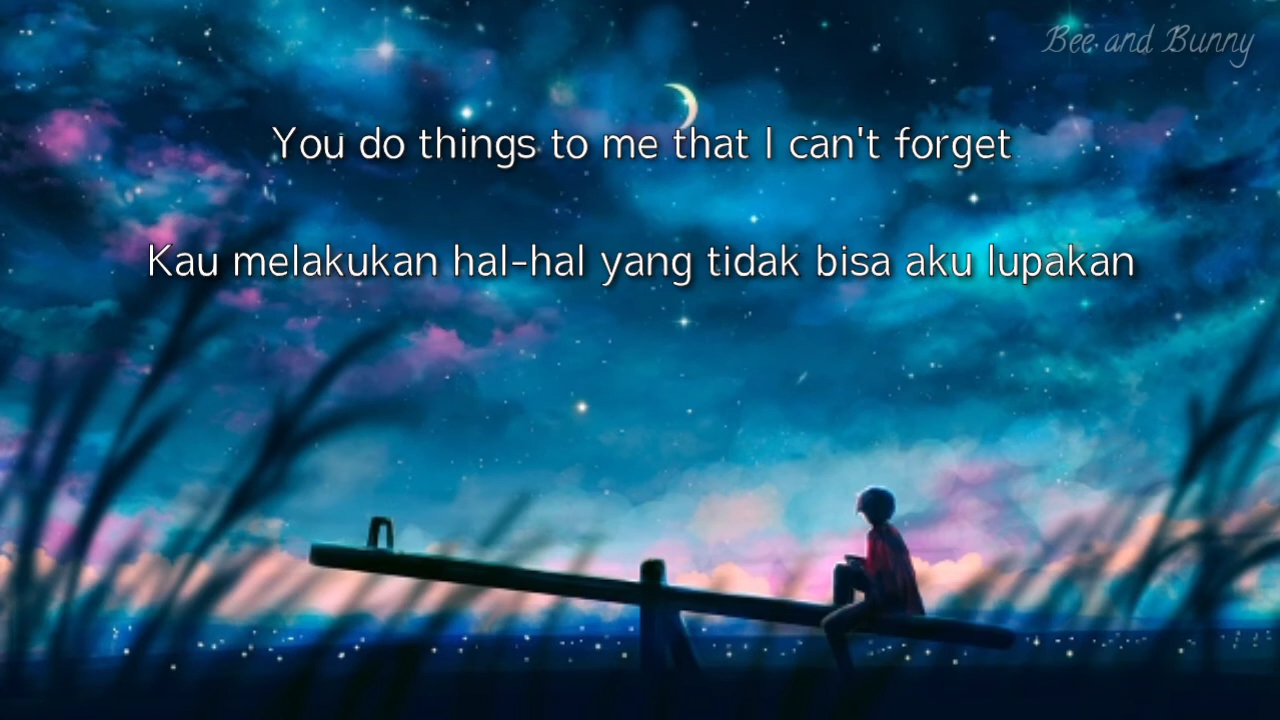 Bee and Bunny
You do things to me that I can't forget
Kau melakukan hal-hal yang tidak bisa aku lupakan